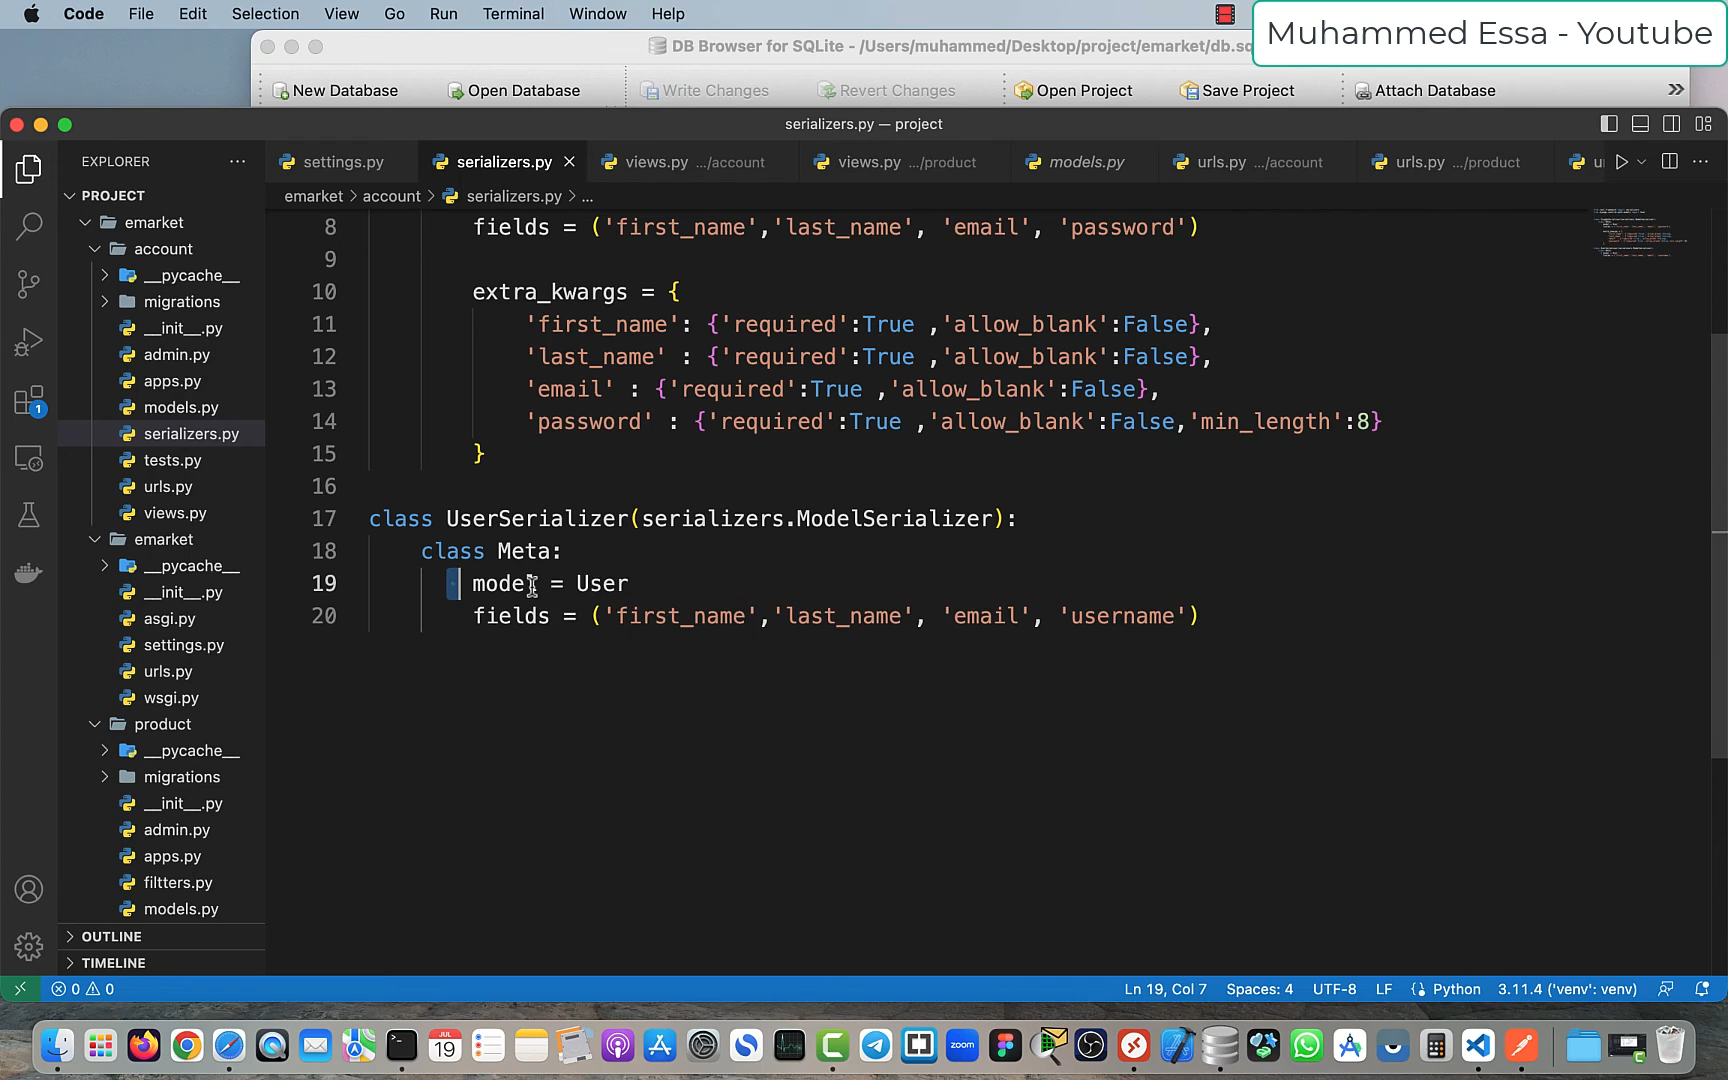 Code File Edit Selection View Go Run Terminal Window Help
Muhammed Essa - Youtube
DB Browser for SQLite - /Users/muhammed/Desktop/project/emarket/db.sq
New Database Open Database Write Changes Revert Changes Open Project Save Project Attach Database »
serializers.py — project
EXPLORER ...
settings.py serializers.py × views.py .../account views.py .../product models.py urls.py .../account urls.py .../product
PROJECT
emarket > account > serializers.py > ...
emarket
account
__pycache__
migrations
__init__.py
admin.py
apps.py
models.py
serializers.py
tests.py
urls.py
views.py
emarket
__pycache__
__init__.py
asgi.py
settings.py
urls.py
wsgi.py
product
__pycache__
migrations
__init__.py
admin.py
apps.py
filtters.py
models.py
OUTLINE
TIMELINE
1
8 fields = ('first_name','last_name', 'email', 'password')
9
10 extra_kwargs = {
11 'first_name': {'required':True ,'allow_blank':False},
12 'last_name' : {'required':True ,'allow_blank':False},
13 'email' : {'required':True ,'allow_blank':False},
14 'password' : {'required':True ,'allow_blank':False,'min_length':8}
15 }
16
17 class UserSerializer(serializers.ModelSerializer):
18 class Meta:
19 model = User
20 fields = ('first_name','last_name', 'email', 'username')
0 0 Ln 19, Col 7 Spaces: 4 UTF-8 LF Python 3.11.4 ('venv': venv)
JUL
19
zoom